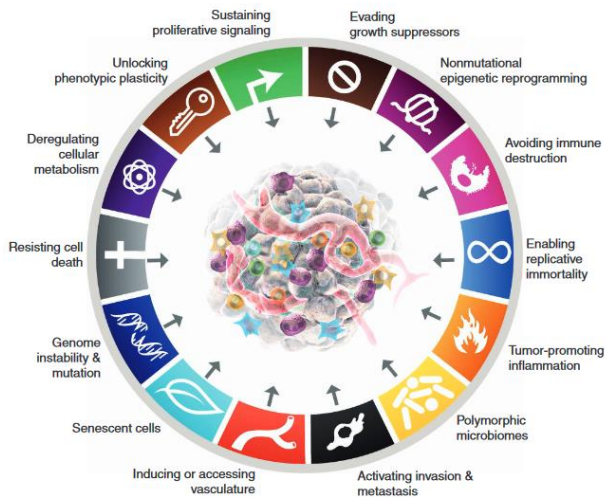 Sustaining
proliferative signaling
Evading
growth suppressors
Nonmutational
epigenetic reprogramming
Avoiding immune
destruction
Enabling
replicative
immortality
Tumor-promoting
inflammation
Polymorphic
microbiomes
Activating invasion &
metastasis
Inducing or accessing
vasculature
Senescent cells
Genome
instability &
mutation
Resisting cell
death
Deregulating
cellular
metabolism
Unlocking
phenotypic plasticity